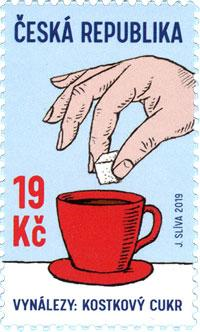 ČESKÁ REPUBLIKA
19
Kč
J. SLÍVA 2019
VYNÁLEZY: KOSTKOVÝ CUKR